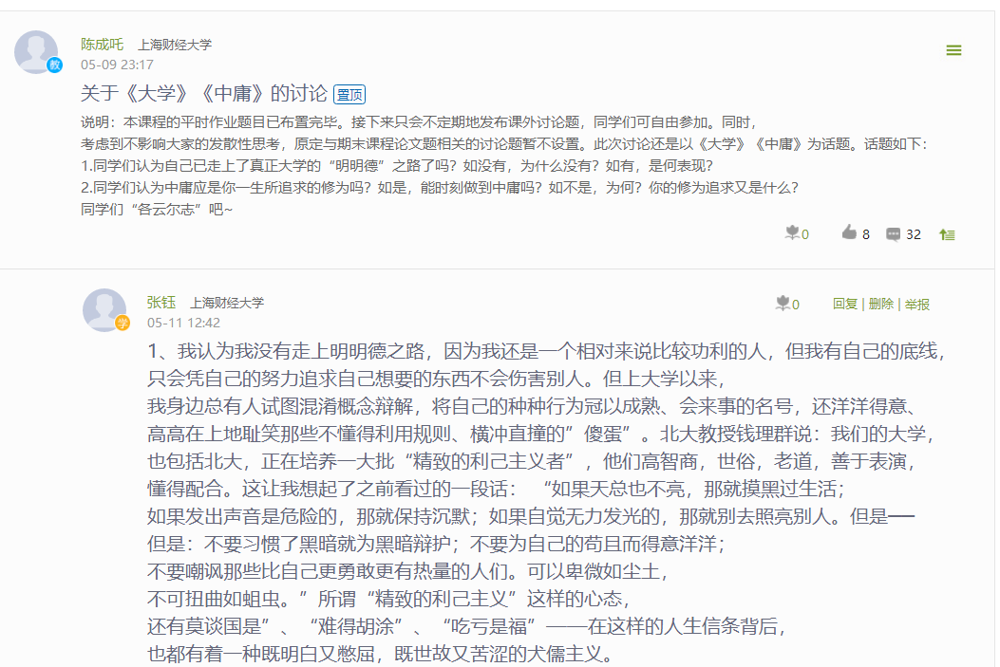 陈成吒 上海财经大学
教
05-09 23:17
关于《大学》《中庸》的讨论 置顶
说明：本课程的平时作业题目已布置完毕。接下来只会不定期地发布课外讨论题，同学们可自由参加。同时，
考虑到不影响大家的发散性思考，原定与期末课程论文题相关的讨论题暂不设置。此次讨论还是以《大学》《中庸》为话题。话题如下：
1.同学们认为自己已走上了真正大学的“明明德”之路了吗？如没有，为什么没有？如有，是何表现？
2.同学们认为中庸应是你一生所追求的修为吗？如是，能时刻做到中庸吗？如不是，为何？你的修为追求又是什么？
同学们“各云尔志”吧~
0 8 32
张钰 上海财经大学 0 回复 | 删除 | 举报
学
05-11 12:42
1、我认为我没有走上明明德之路，因为我还是一个相对来说比较功利的人，但我有自己的底线，
只会凭自己的努力追求自己想要的东西不会伤害别人。但上大学以来，
我身边总有人试图混淆概念辩解，将自己的种种行为冠以成熟、会来事的名号，还洋洋得意、
高高在上地耻笑那些不懂得利用规则、横冲直撞的”傻蛋”。北大教授钱理群说：我们的大学，
也包括北大，正在培养一大批“精致的利己主义者”，他们高智商，世俗，老道，善于表演，
懂得配合。这让我想起了之前看过的一段话： “如果天总也不亮，那就摸黑过生活；
如果发出声音是危险的，那就保持沉默；如果自觉无力发光的，那就别去照亮别人。但是——
但是：不要习惯了黑暗就为黑暗辩护；不要为自己的苟且而得意洋洋；
不要嘲讽那些比自己更勇敢更有热量的人们。可以卑微如尘土，
不可扭曲如蛆虫。”所谓“精致的利己主义”这样的心态，
还有莫谈国是”、“难得胡涂”、“吃亏是福”——在这样的人生信条背后，
也都有着一种既明白又憋屈，既世故又苦涩的犬儒主义。